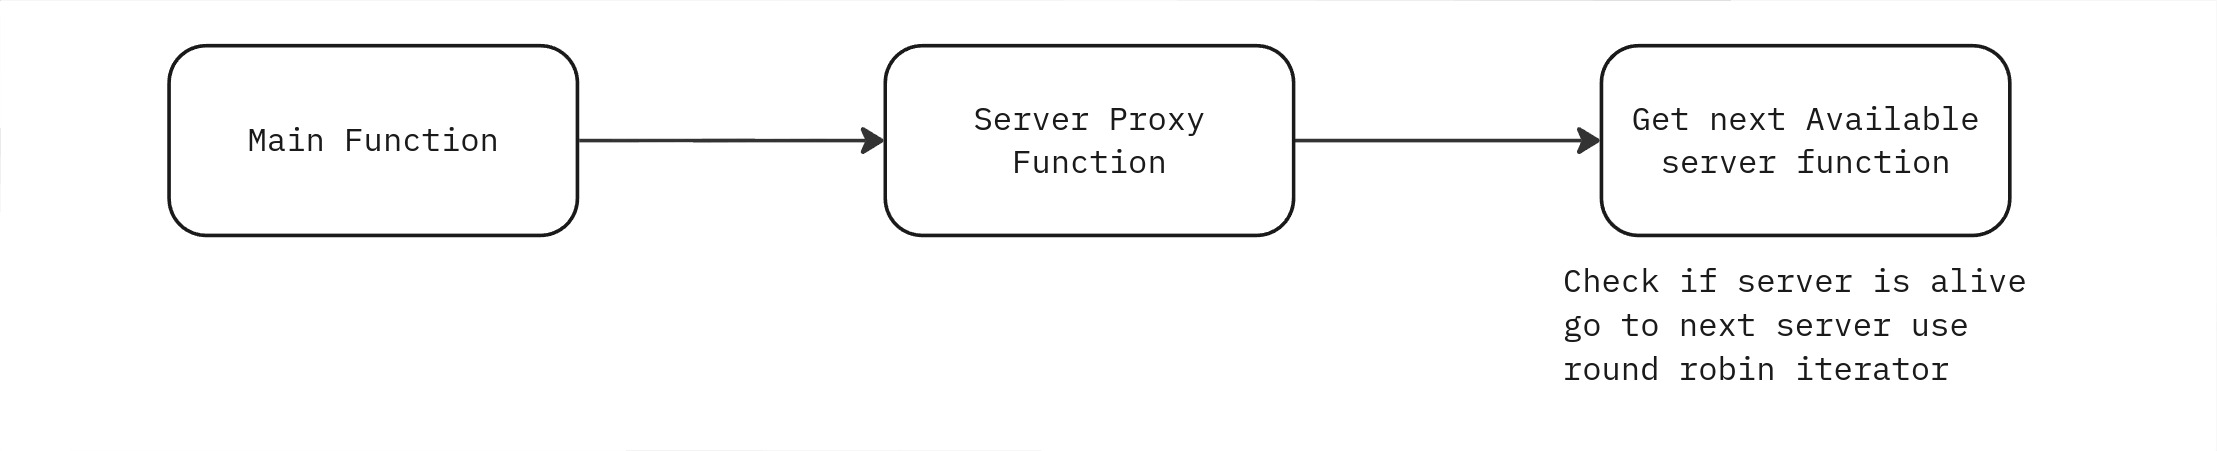 Main Function
Server Proxy
Function
Get next Available
server function
Check if server is alive
go to next server use
round robin iterator